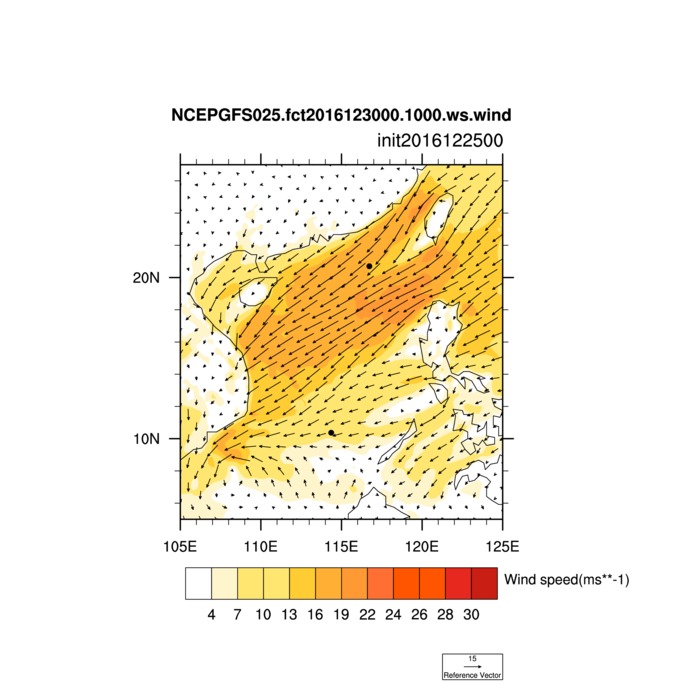 NCEPGFS025.fct2016123000.1000.ws.wind
init2016122500
20N
10N
105E 110E 115E 120E 125E
Wind speed(ms**-1)
4 7 10 13 16 19 22 24 26 28 30
15
Reference Vector